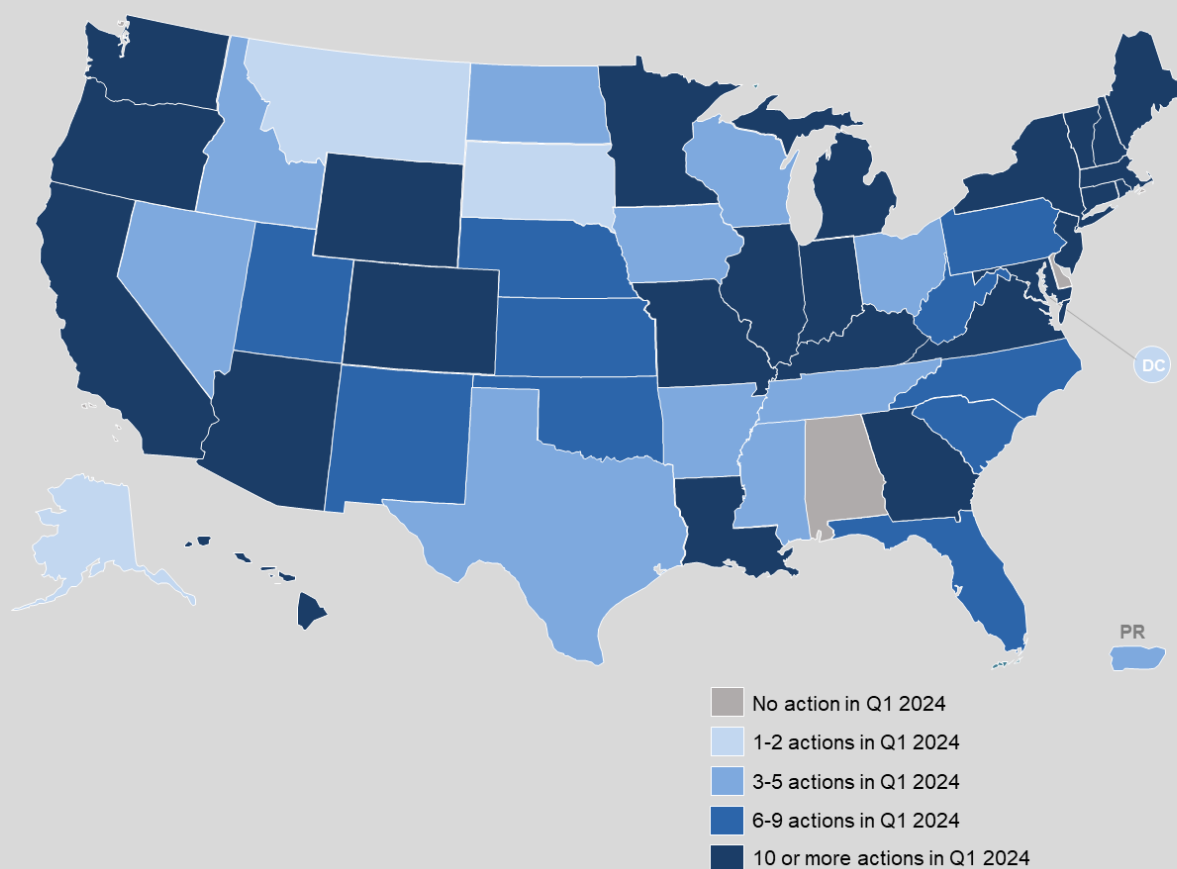 DC
PR
No action in Q1 2024
1-2 actions in Q1 2024
3-5 actions in Q1 2024
6-9 actions in Q1 2024
10 or more actions in Q1 2024